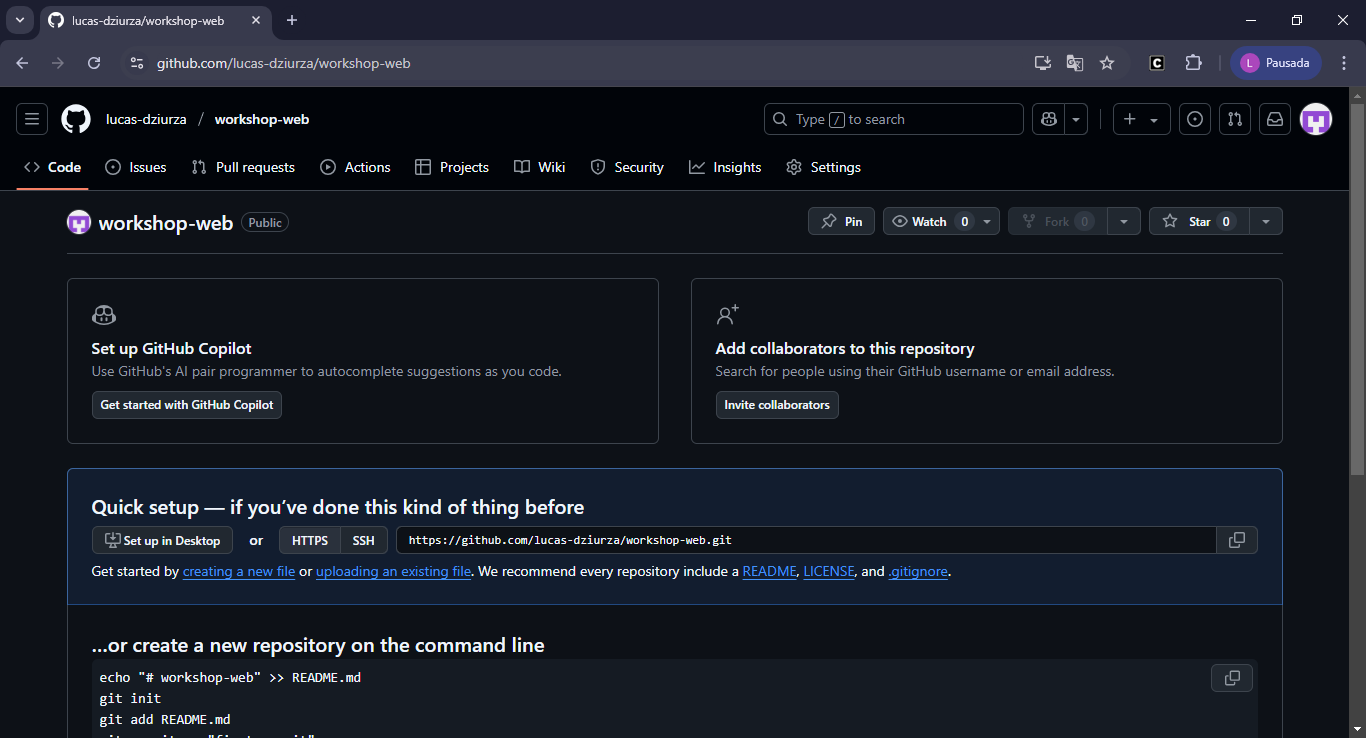 lucas-dziurza/workshop-web
github.com/lucas-dziurza/workshop-web
L Pausada
lucas-dziurza / workshop-web
Type / to search
Code Issues Pull requests Actions Projects Wiki Security Insights Settings
workshop-web Public
Pin Watch 0 Fork 0 Star 0
Set up GitHub Copilot
Use GitHub's AI pair programmer to autocomplete suggestions as you code.
Get started with GitHub Copilot
Add collaborators to this repository
Search for people using their GitHub username or email address.
Invite collaborators
Quick setup — if you’ve done this kind of thing before
Set up in Desktop or HTTPS SSH https://github.com/lucas-dziurza/workshop-web.git
Get started by creating a new file or uploading an existing file. We recommend every repository include a README, LICENSE, and .gitignore.
…or create a new repository on the command line
echo "# workshop-web" >> README.md
git init
git add README.md